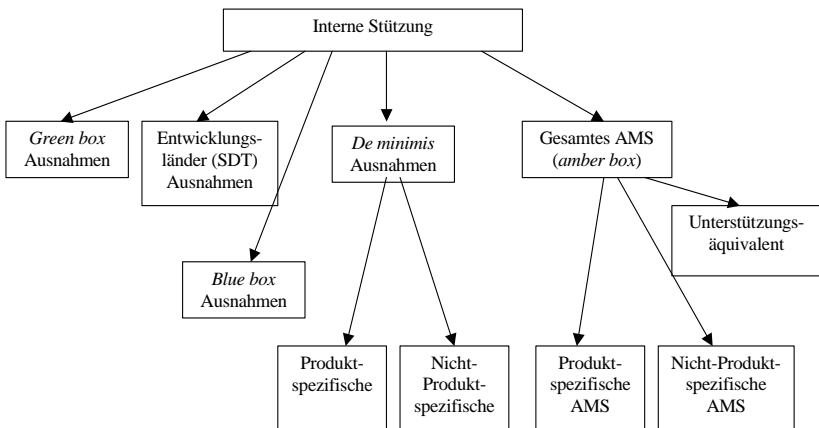 Interne Stützung
Green box
Ausnahmen
Entwicklungs-
länder (SDT)
Ausnahmen
De minimis
Ausnahmen
Gesamtes AMS
(amber box)
Unterstützungs-
äquivalent
Blue box
Ausnahmen
Produkt-
spezifische
Nicht-
Produkt-
spezifische
Produkt-
spezifische
AMS
Nicht-Produkt-
spezifische
AMS